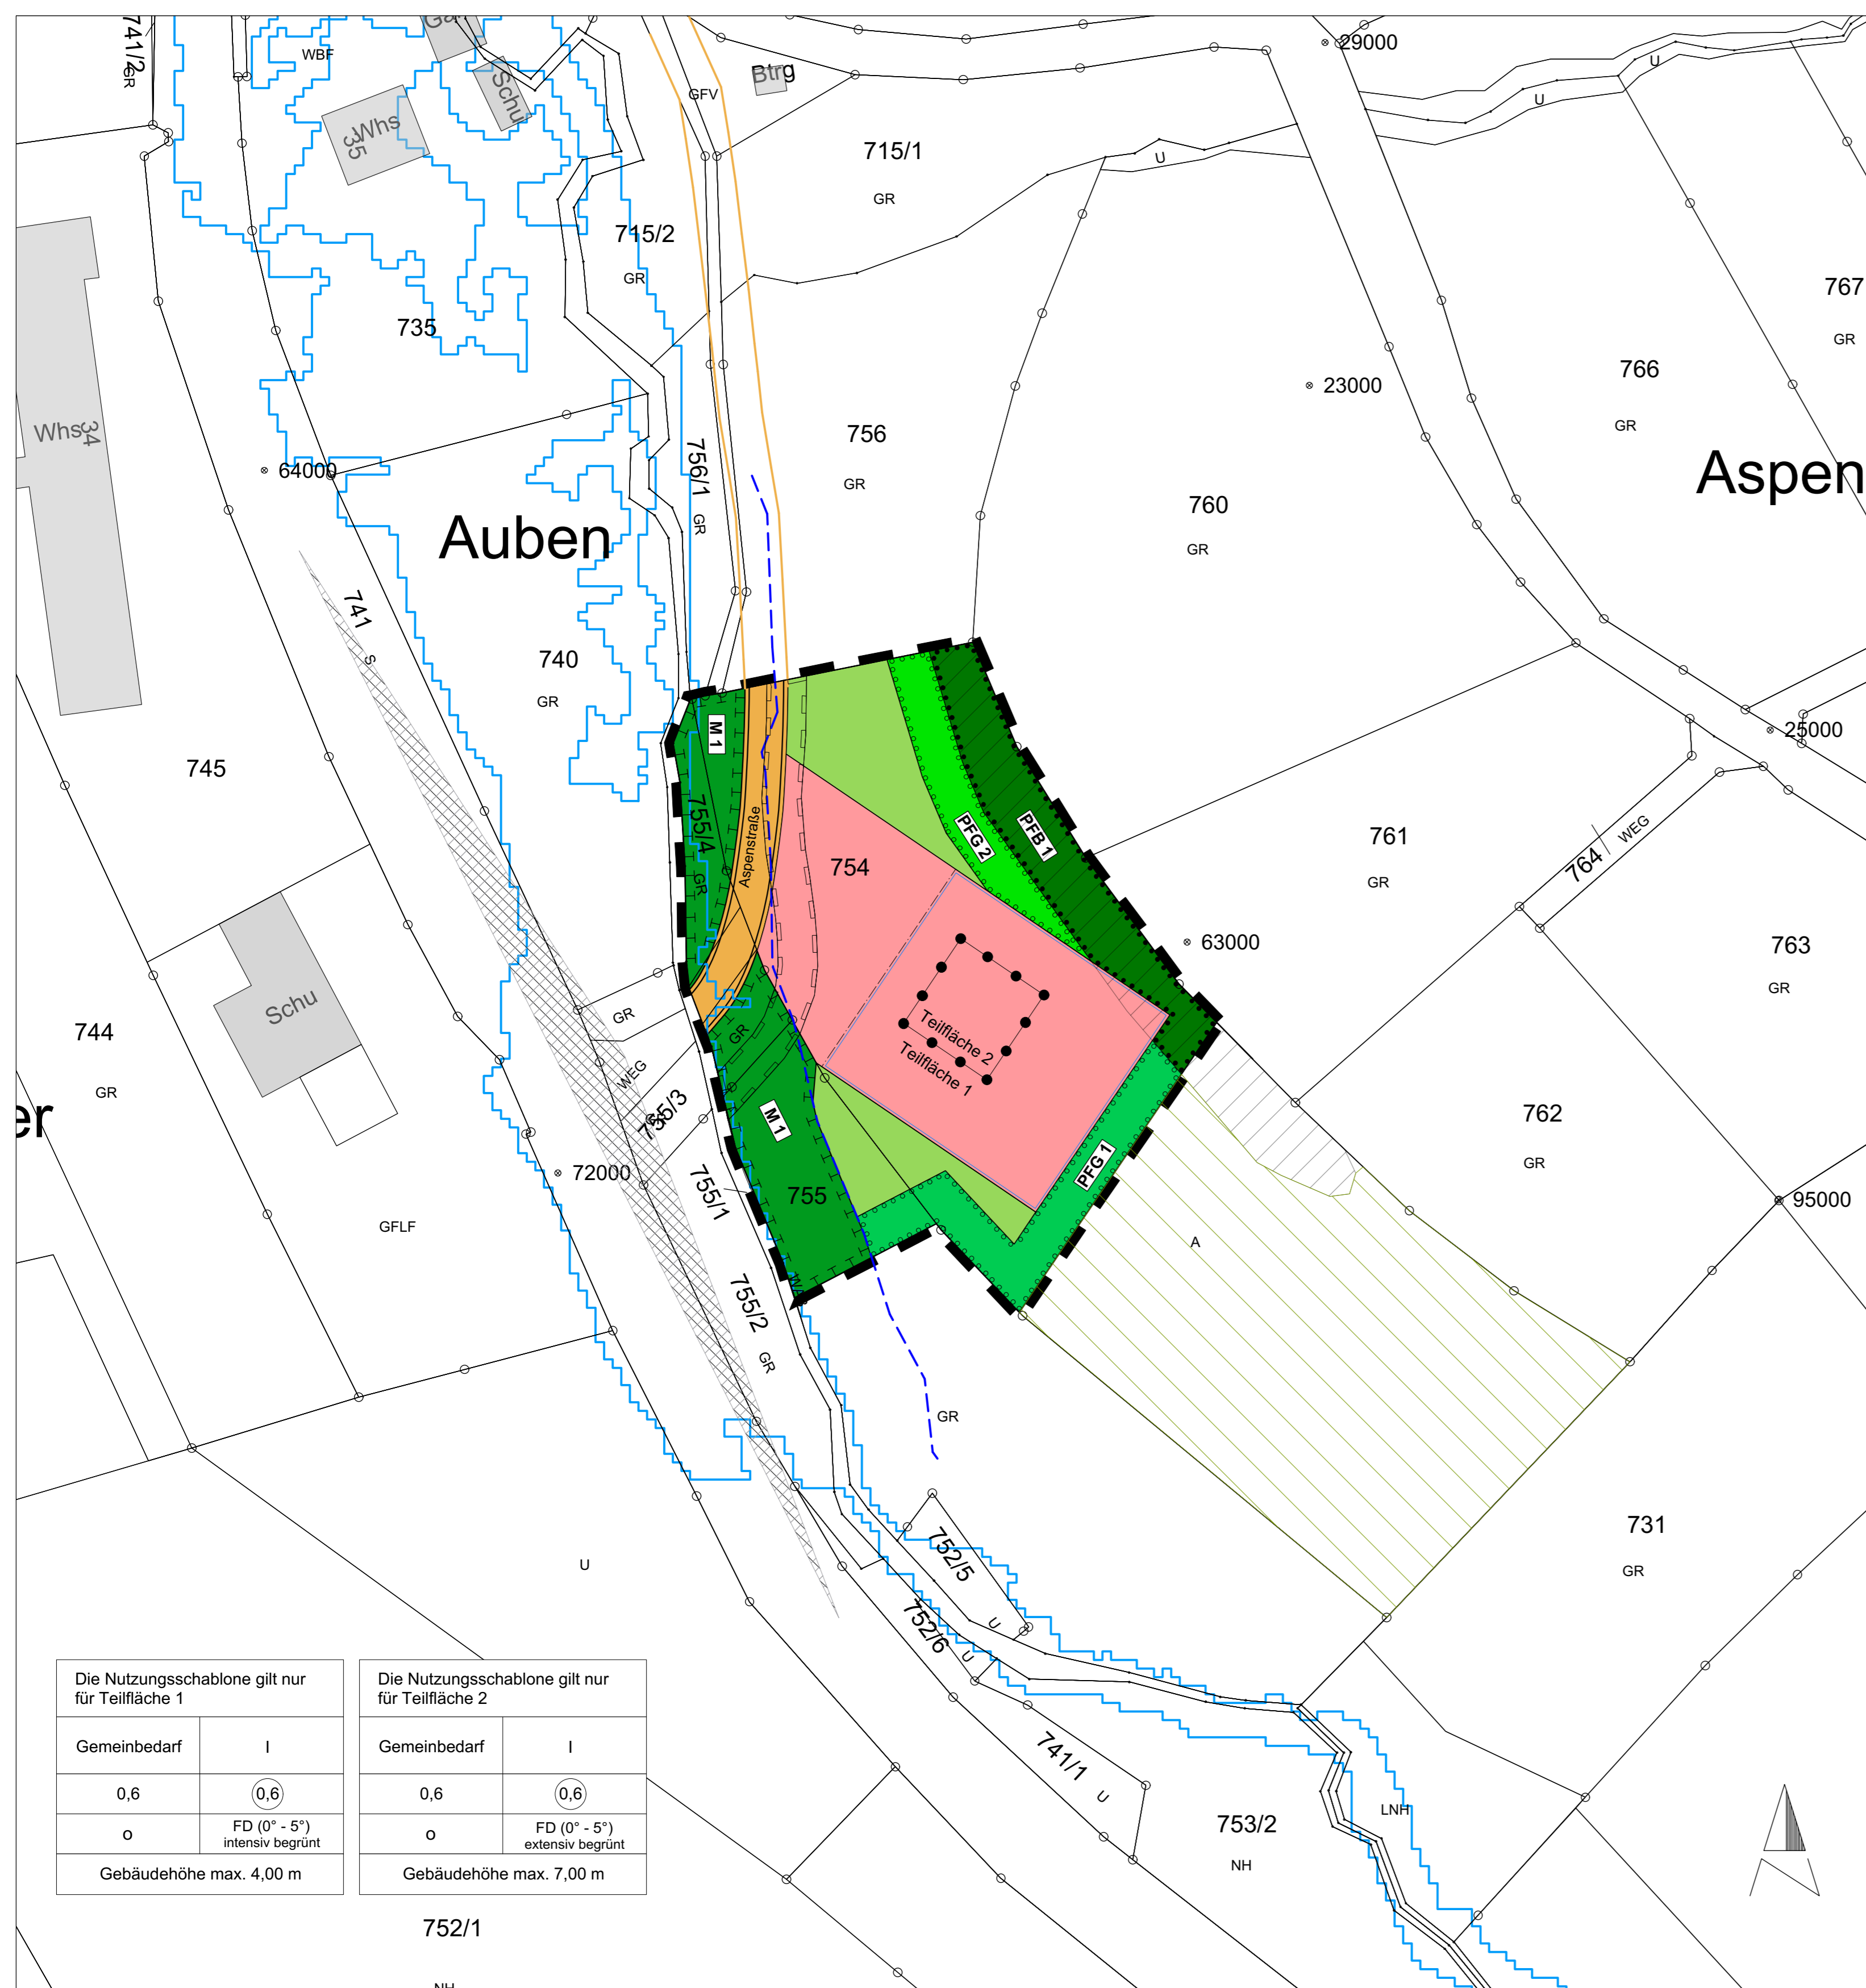 741/2
GR
WBF
Schu
GFV
Btrg
29000
U
U
Whs
35
715/1
U
GR
715/2
GR
767
735
GR
766
23000
GR
Whs
34
756
756/1
64000
GR
GR
Aspen
760
Auben
GR
741
S
740
GR
M 1
25000
745
755/4
GR
Aspenstraße
754
PFG 2
PFB 1
761
GR
764
WEG
63000
763
GR
Schu
744
GR
GR
GR
Teilfläche 2
Teilfläche 1
WEG
755/3
er
M 1
762
GR
PFG 1
72000
755/1
755
95000
GFLF
A
755/2
GR
GR
731
GR
752/5
U
752/6
U
U
Die Nutzungsschablone gilt nur
für Teilfläche 1
Gemeinbedarf
I
0,6
0,6
o
FD (0° - 5°)
intensiv begrünt
Gebäudehöhe max. 4,00 m
Die Nutzungsschablone gilt nur
für Teilfläche 2
Gemeinbedarf
I
0,6
0,6
o
FD (0° - 5°)
extensiv begrünt
Gebäudehöhe max. 7,00 m
741/1
U
753/2
NH
LNH
752/1
NH